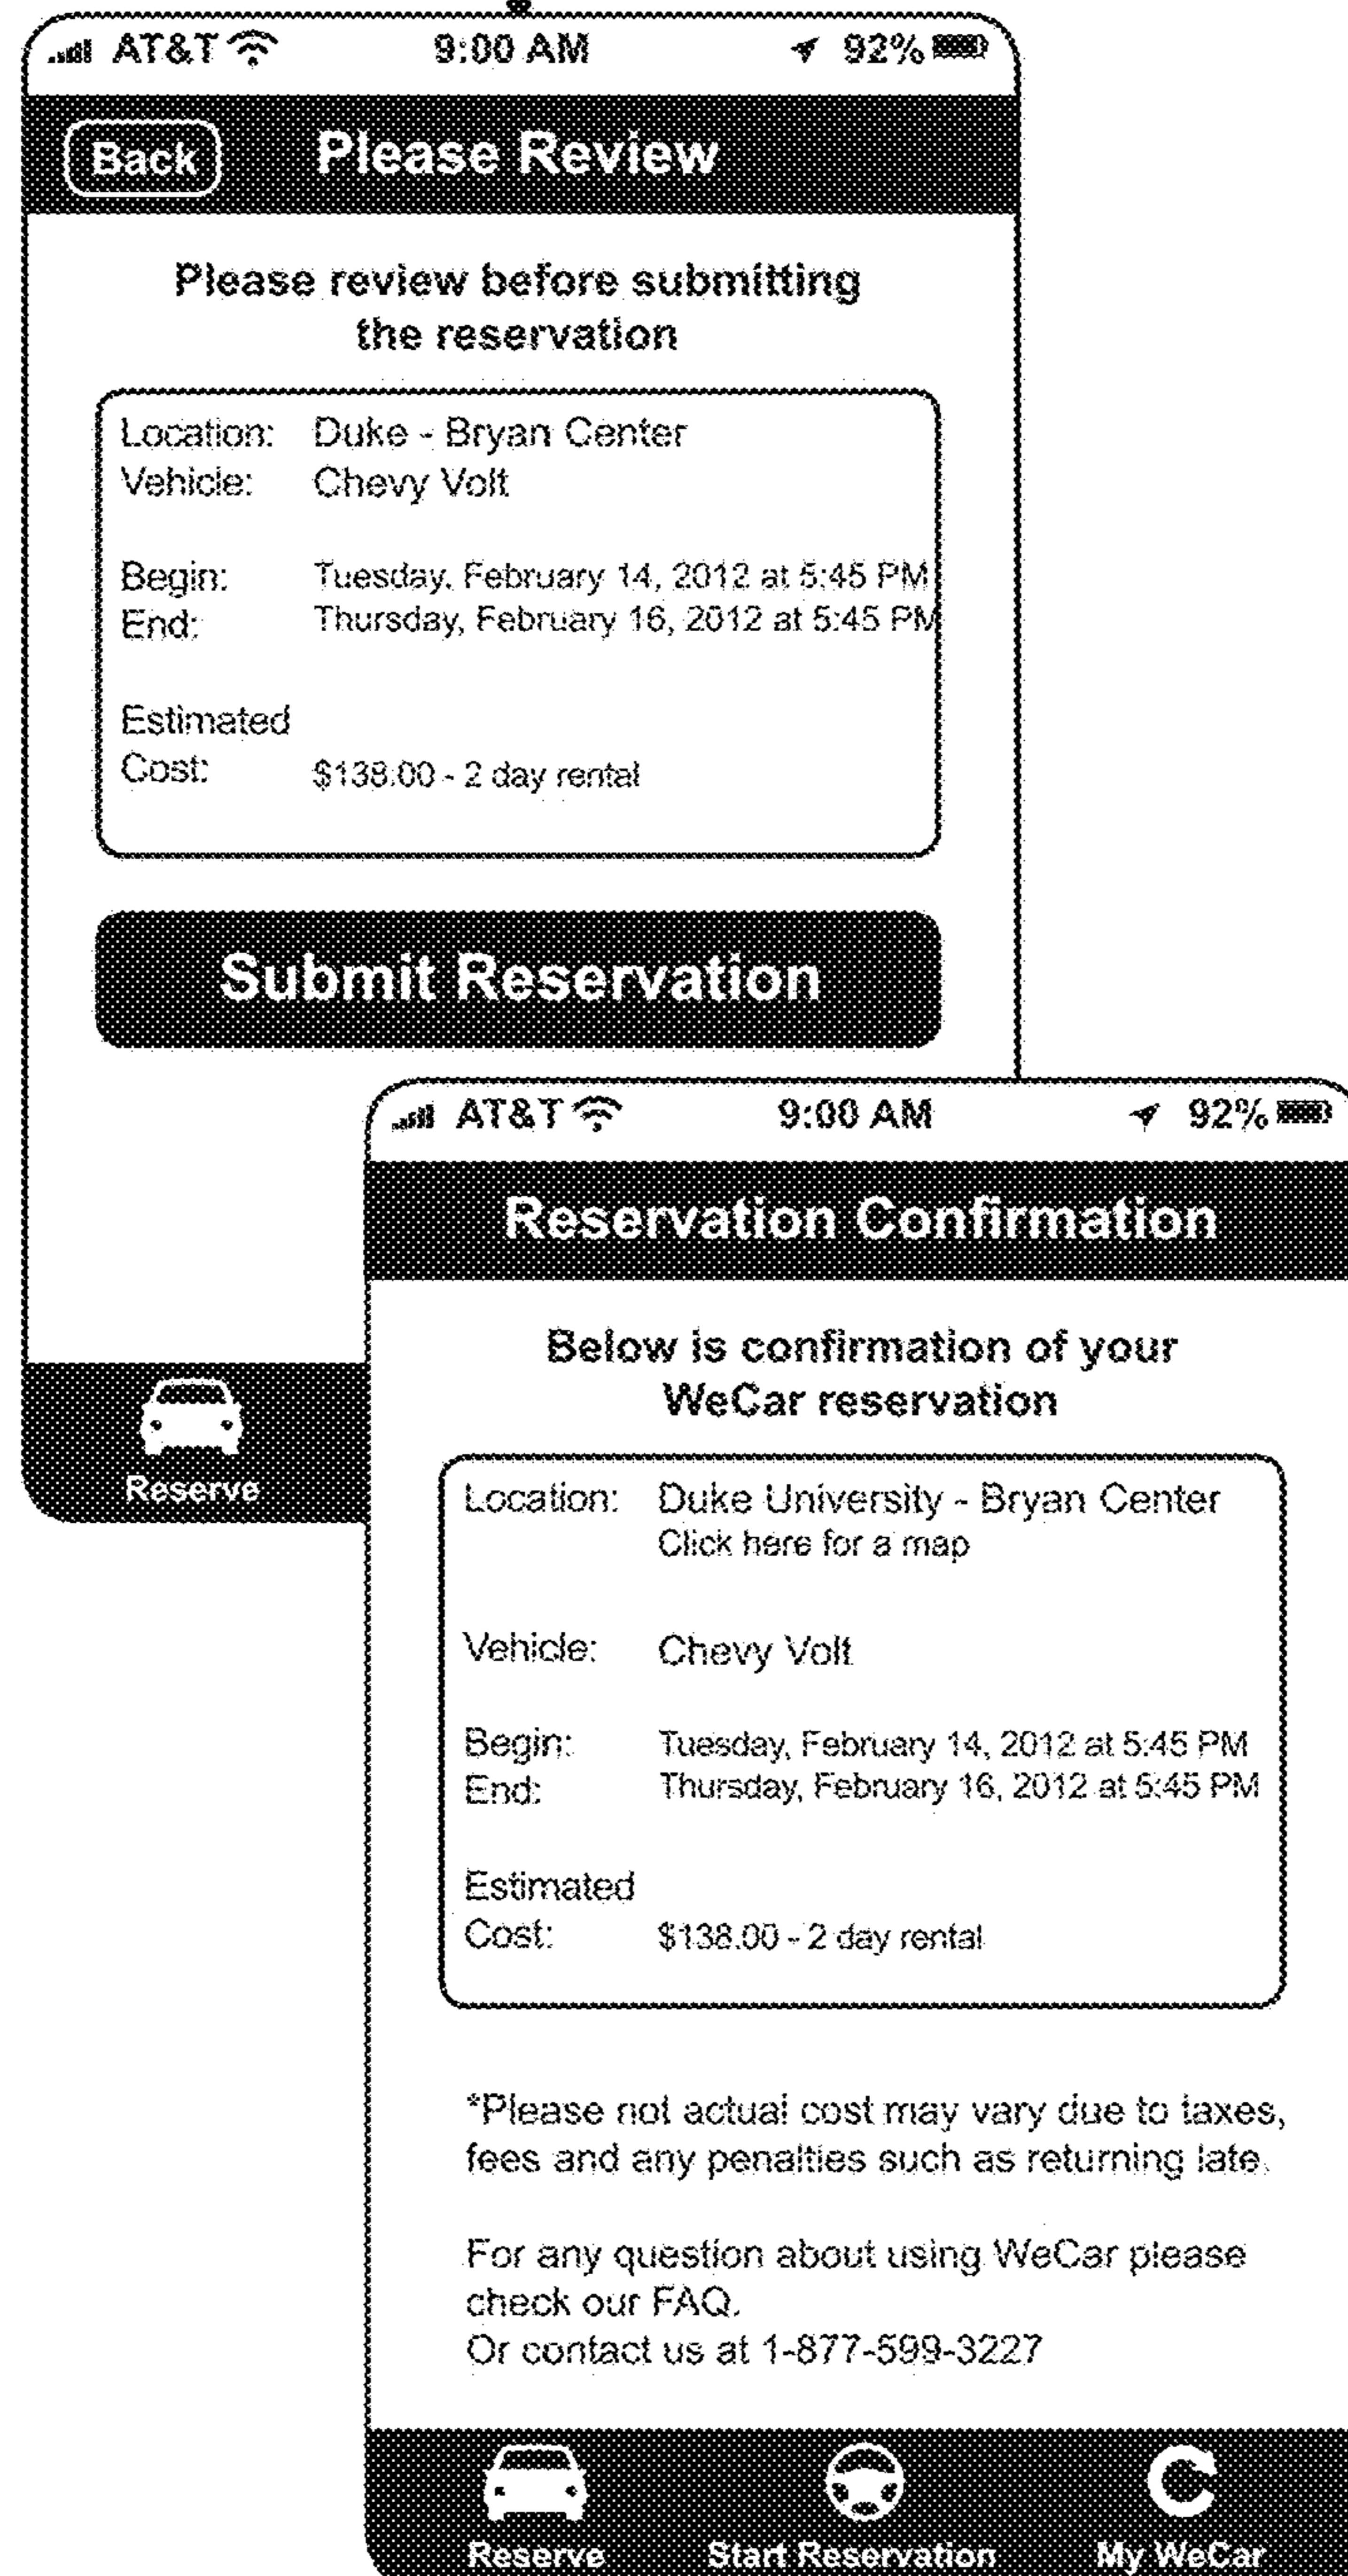 AT&T 9:00 AM 92%
Back Please Review
Please review before submitting
the reservation
Location: Duke - Bryan Center
Vehicle: Chevy Volt
Begin: Tuesday, February 14, 2012 at 5:45 PM
End: Thursday, February 16, 2012 at 5:45 PM
Estimated
Cost: $138.00 - 2 day rental
Submit Reservation
Reserve
AT&T 9:00 AM 92%
Reservation Confirmation
Below is confirmation of your
WeCar reservation
Location: Duke University - Bryan Center
Click here for a map
Vehicle: Chevy Volt
Begin: Tuesday, February 14, 2012 at 5:45 PM
End: Thursday, February 16, 2012 at 5:45 PM
Estimated
Cost: $138.00 - 2 day rental
*Please not actual cost may vary due to taxes,
fees and any penalties such as returning late.
For any question about using WeCar please
check our FAQ.
Or contact us at 1-877-599-3227
Reserve Start Reservation My WeCar